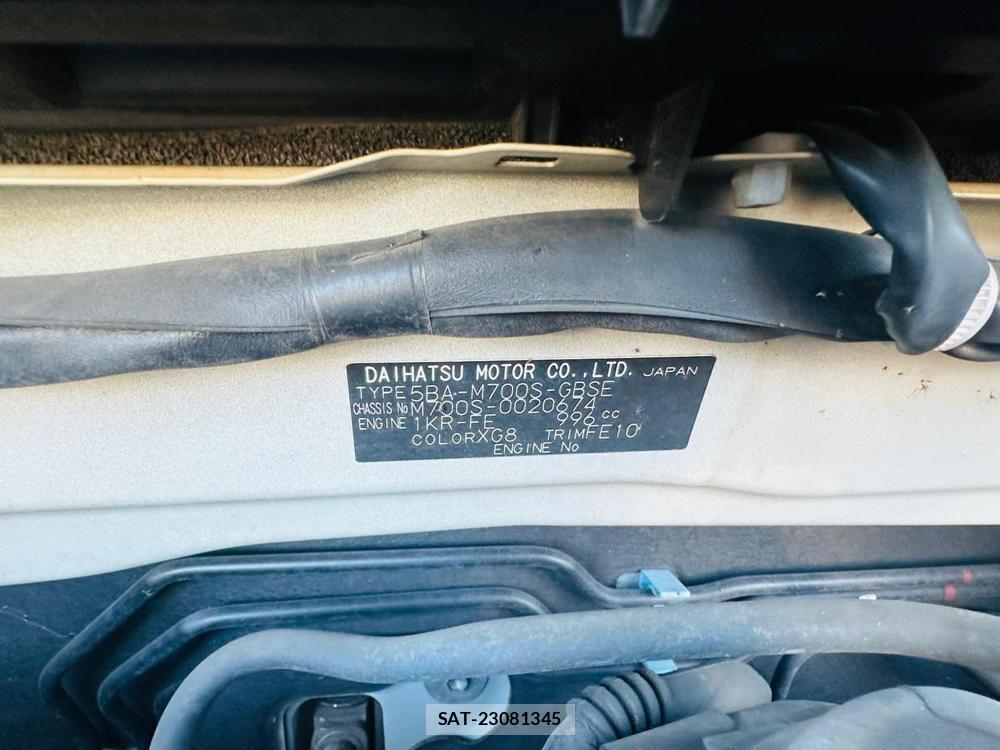 DAIHATSU MOTOR CO.,LTD. JAPAN
TYPE 5BA-M700S-GBSE
CHASSIS No M700S-0020674
ENGINE 1KR-FE 996 cc
COLOR XG8 TRIM FE10
ENGINE No
SAT-23081345